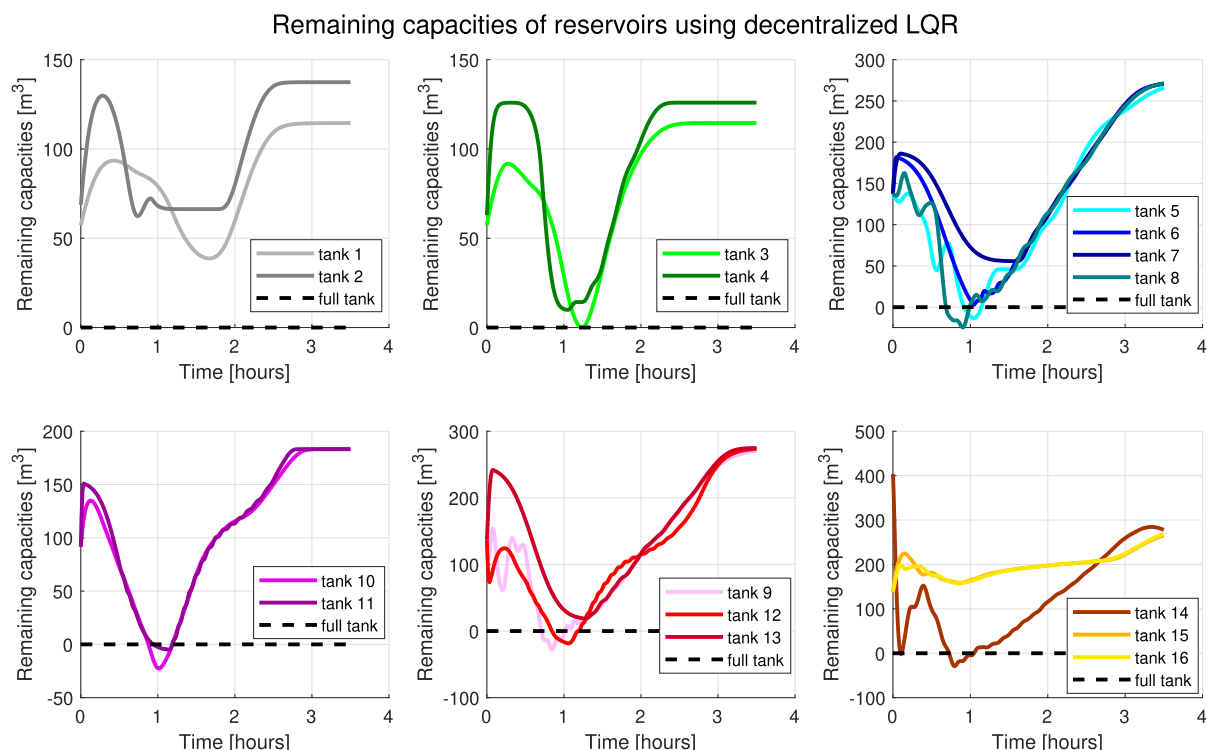 Remaining capacities of reservoirs using decentralized LQR
Remaining capacities [m³]
150
100
50
0
0 1 2 3 4
Time [hours]
tank 1
tank 2
full tank
Remaining capacities [m³]
150
100
50
0
0 1 2 3 4
Time [hours]
tank 3
tank 4
full tank
Remaining capacities [m³]
300
250
200
150
100
50
0
0 1 2 3 4
Time [hours]
tank 5
tank 6
tank 7
tank 8
full tank
Remaining capacities [m³]
200
150
100
50
0
-50
0 1 2 3 4
Time [hours]
tank 10
tank 11
full tank
Remaining capacities [m³]
300
200
100
0
-100
0 1 2 3 4
Time [hours]
tank 9
tank 12
tank 13
full tank
Remaining capacities [m³]
500
400
300
200
100
0
-100
0 1 2 3 4
Time [hours]
tank 14
tank 15
tank 16
full tank